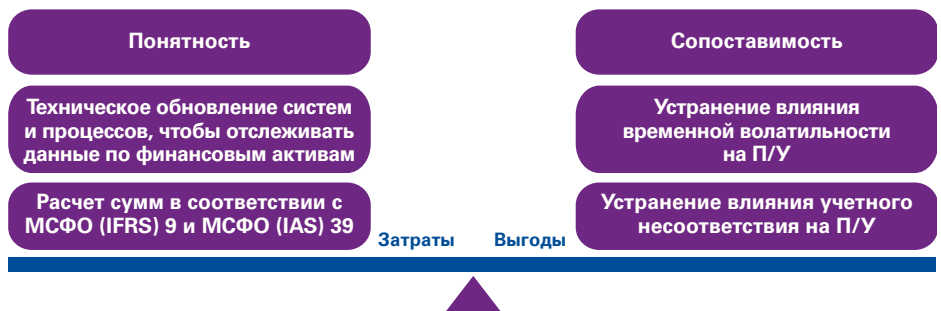 Понятность
Техническое обновление систем
и процессов, чтобы отслеживать
данные по финансовым активам
Расчет сумм в соответствии с
МСФО (IFRS) 9 и МСФО (IAS) 39
Затраты
Выгоды
Сопоставимость
Устранение влияния
временной волатильности
на П/У
Устранение влияния учетного
несоответствия на П/У